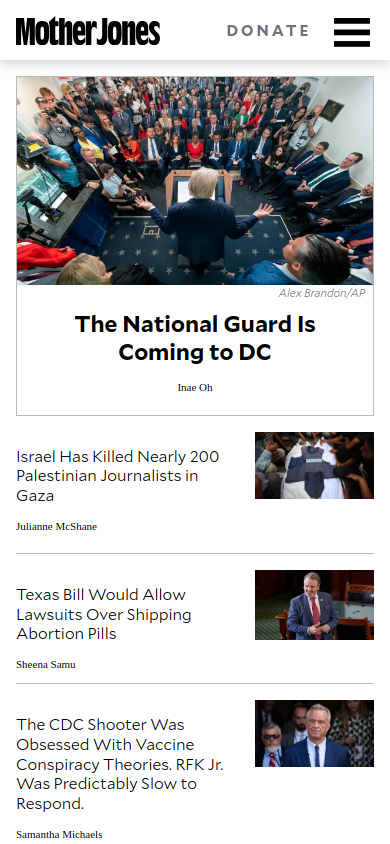 Mother Jones
DONATE
Alex Brandon/AP
The National Guard Is
Coming to DC
Inae Oh
Israel Has Killed Nearly 200
Palestinian Journalists in
Gaza
Julianne McShane
Texas Bill Would Allow
Lawsuits Over Shipping
Abortion Pills
Sheena Samu
The CDC Shooter Was
Obsessed With Vaccine
Conspiracy Theories. RFK Jr.
Was Predictably Slow to
Respond.
Samantha Michaels